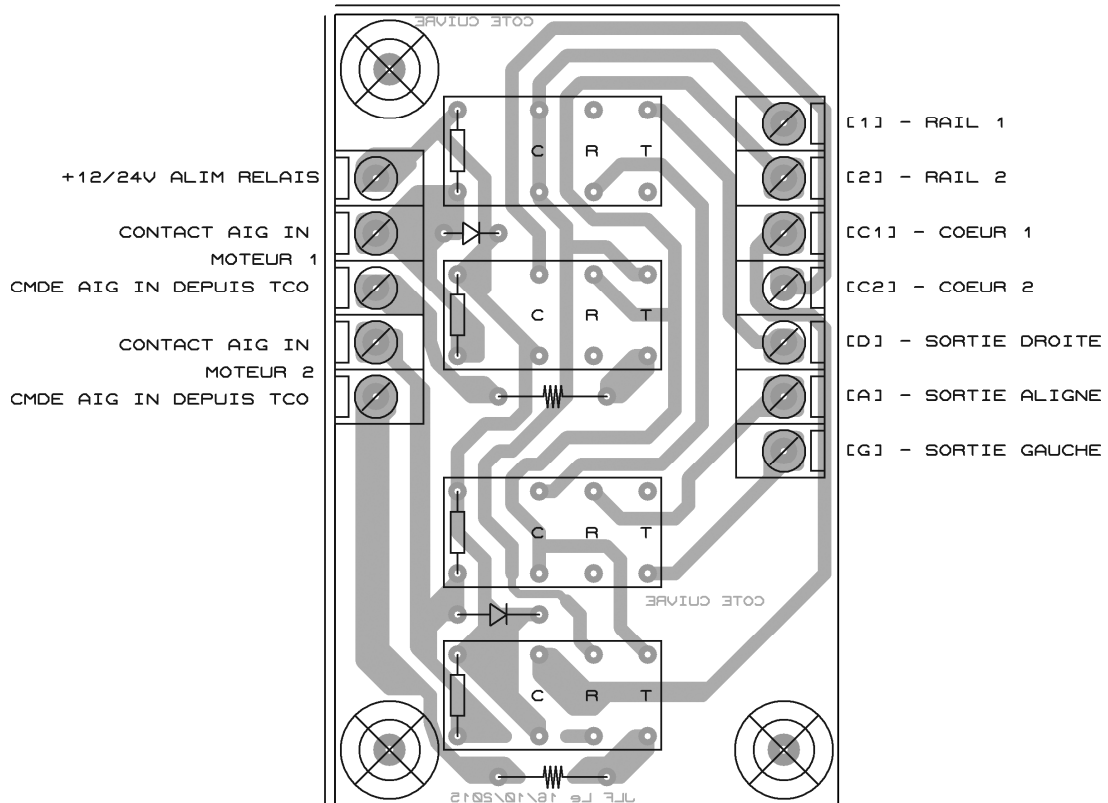 COTE CUIVRE
[1] - RAIL 1
C R T
+12/24V ALIM RELAIS
[2] - RAIL 2
CONTACT AIG IN
[C1] - COEUR 1
MOTEUR 1
CMDE AIG IN DEPUIS TCO
[C2] - COEUR 2
C R T
CONTACT AIG IN
[D] - SORTIE DROITE
MOTEUR 2
CMDE AIG IN DEPUIS TCO
[A] - SORTIE ALIGNE
[G] - SORTIE GAUCHE
C R T
COTE CUIVRE
C R T
JLF Le 16/10/2015